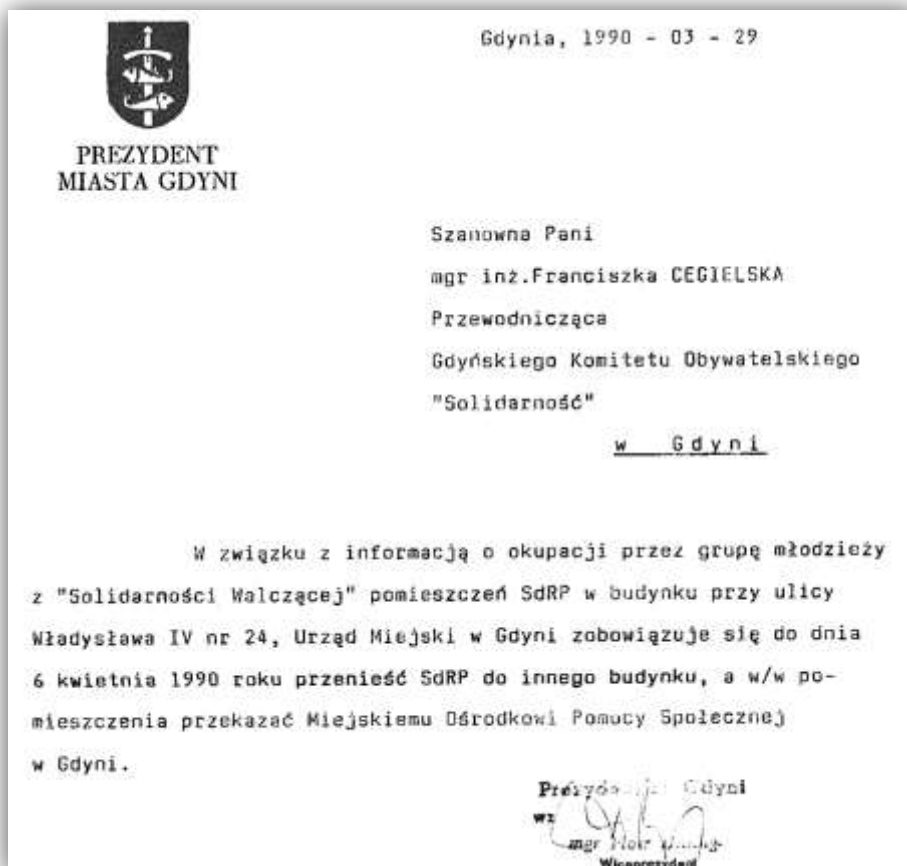 Gdynia, 1990 - 03 - 29
PREZYDENT
MIASTA GDYNI
Szanowna Pani
mgr inż.Franciszka CEGIELSKA
Przewodnicząca
Gdyńskiego Komitetu Obywatelskiego
"Solidarność"
w Gdyni
W związku z informacją o okupacji przez grupę młodzieży
z "Solidarności Walczącej" pomieszczeń SdRP w budynku przy ulicy
Władysława IV nr 24, Urząd Miejski w Gdyni zobowiązuje się do dnia
6 kwietnia 1990 roku przenieść SdRP do innego budynku, a w/w po-
mieszczenia przekazać Miejskiemu Ośrodkowi Pomocy Społecznej
w Gdyni.
Gdyni
wz
mgr Piotr
Wiceprezydent